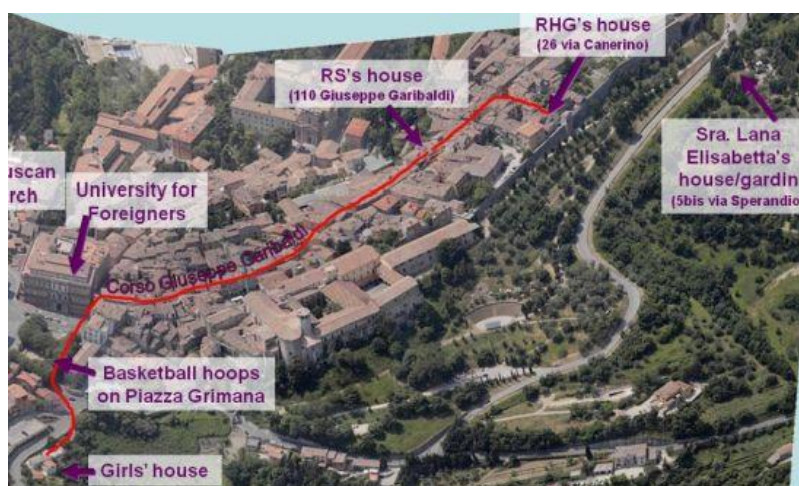 RHG's house
(26 via Canerino)
RS's house
(110 Giuseppe Garibaldi)
Sra. Lana
Elisabetta's
house/gardin
(5bis via Sperandio
uscan
rch
University for
Foreigners
Corso Giuseppe Garibaldi
Basketball hoops
on Piazza Grimana
Girls' house